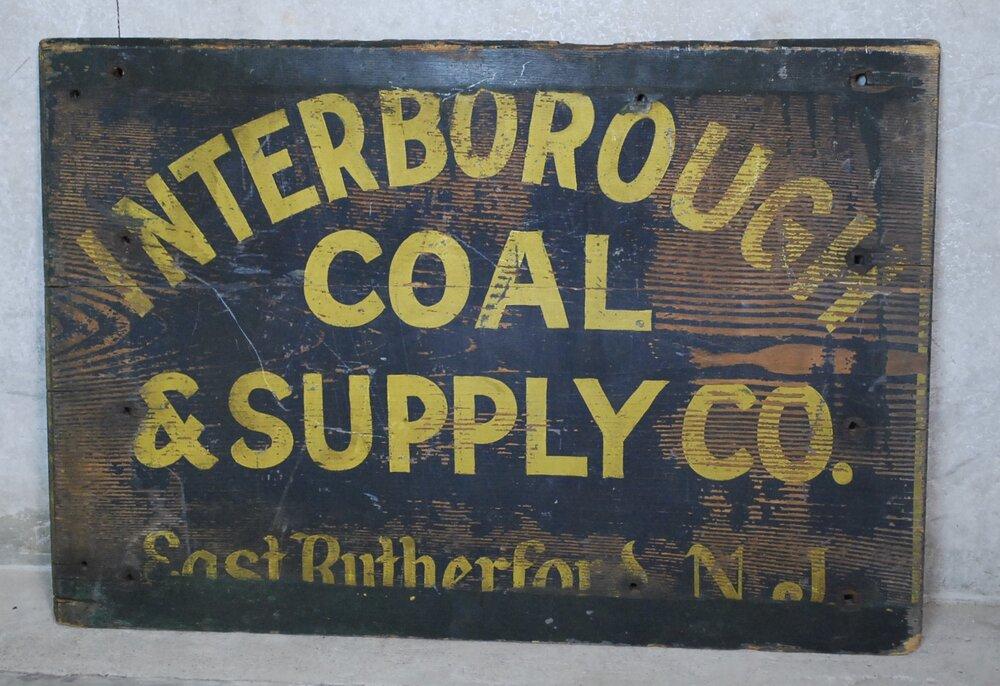 INTERBOROUGH
COAL
& SUPPLY CO.
East Rutherford N.J